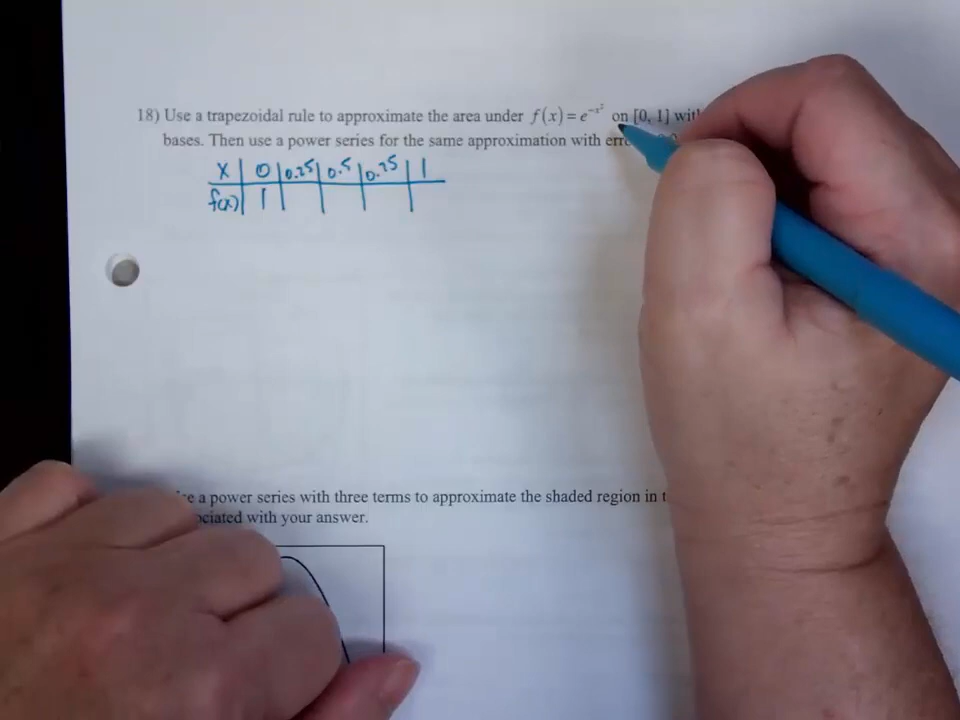 18) Use a trapezoidal rule to approximate the area under f(x) = e^{-x^2} on [0, 1]
bases. Then use a power series for the same approximation with
x | 0 | 0.25 | 0.5 | 0.75 | 1
f(x) | 1
a power series with three terms to approximate the shaded region in
with your answer.